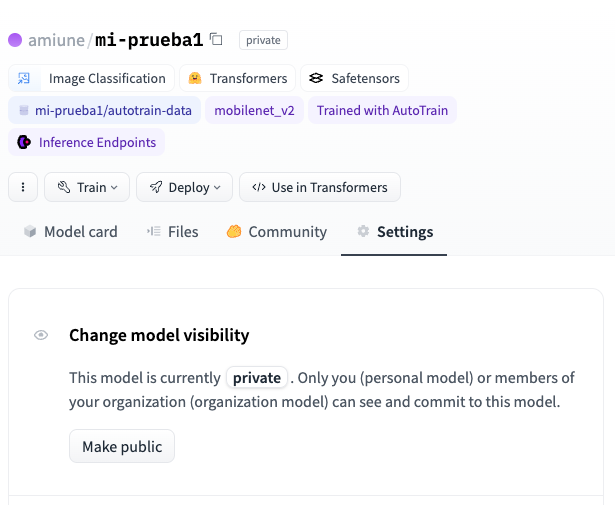 amiune/mi-prueba1 private
Image Classification Transformers Safetensors
mi-prueba1/autotrain-data mobilenet_v2 Trained with AutoTrain
Inference Endpoints
Train Deploy </> Use in Transformers
Model card Files Community Settings
Change model visibility
This model is currently private. Only you (personal model) or members of
your organization (organization model) can see and commit to this model.
Make public